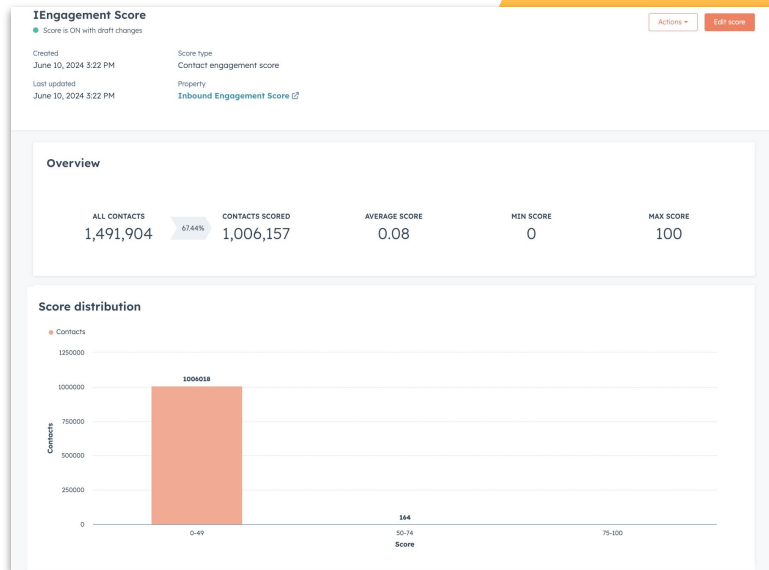 IEngagement Score
Score is ON with draft changes
Actions
Edit score
Created
June 10, 2024 3:22 PM
Score type
Contact engagement score
Last updated
June 10, 2024 3:22 PM
Property
Inbound Engagement Score
Overview
ALL CONTACTS
1,491,904
67.44%
CONTACTS SCORED
1,006,157
AVERAGE SCORE
0.08
MIN SCORE
0
MAX SCORE
100
Score distribution
Contacts
1250000
1000000
750000
500000
250000
0
Contacts
1006018
164
0-49
50-74
75-100
Score